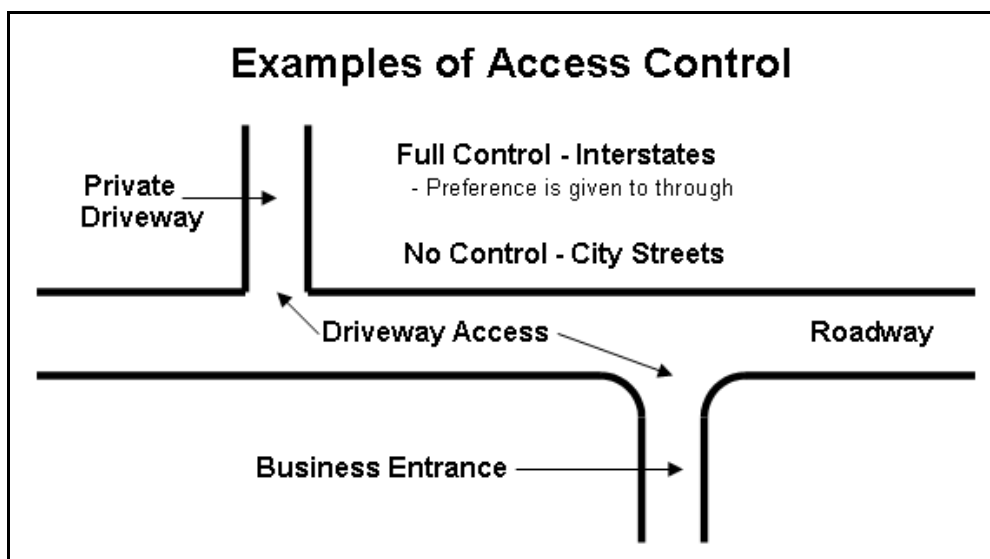 Examples of Access Control
Full Control - Interstates
- Preference is given to through
Private
Driveway
No Control - City Streets
Driveway Access
Roadway
Business Entrance